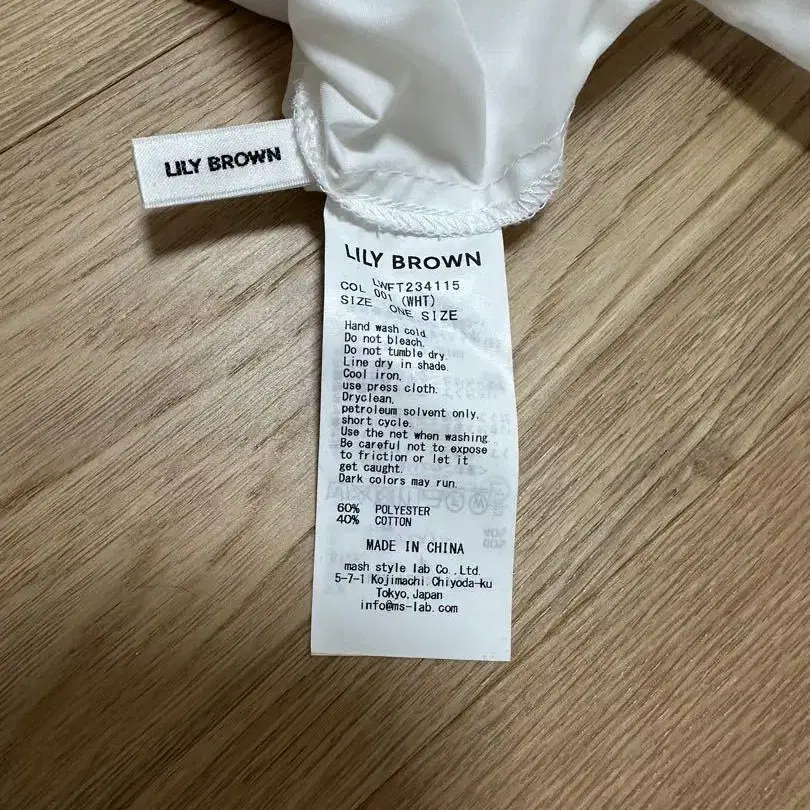 LILY BROWN
LILY BROWN
LWFT234115
COL 001 (WHT)
SIZE ONE SIZE
Hand wash cold.
Do not bleach.
Do not tumble dry.
Line dry in shade.
Cool iron,
use press cloth.
Dryclean,
petroleum solvent only,
short cycle.
Use the net when washing.
Be careful not to expose
to friction or let it
get caught.
Dark colors may run.
60% POLYESTER
40% COTTON
MADE IN CHINA
mash style lab Co.,Ltd.
5-7-1 Kojimachi Chiyoda-ku
Tokyo,Japan
info@ms-lab.com